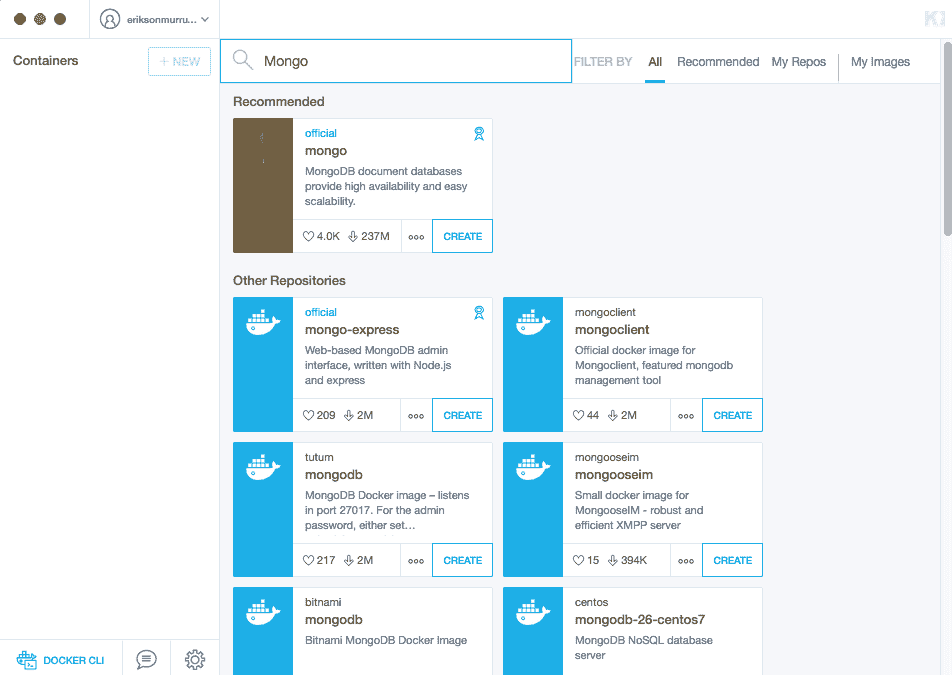 eriksonmurru...
Containers
+ NEW
Mongo
FILTER BY
All
Recommended
My Repos
My Images
Recommended
official
mongo
MongoDB document databases
provide high availability and easy
scalability.
4.0K
237M
CREATE
Other Repositories
official
mongo-express
Web-based MongoDB admin
interface, written with Node.js
and express
209
2M
CREATE
mongoclient
mongoclient
Official docker image for
Mongoclient, featured mongodb
management tool
44
2M
CREATE
tutum
mongodb
MongoDB Docker image – listens
in port 27017. For the admin
password, either set…
217
2M
CREATE
mongooseim
mongooseim
Small docker image for
MongooseIM - robust and
efficient XMPP server
15
394K
CREATE
bitnami
mongodb
Bitnami MongoDB Docker Image
centos
mongodb-26-centos7
MongoDB NoSQL database
server
DOCKER CLI